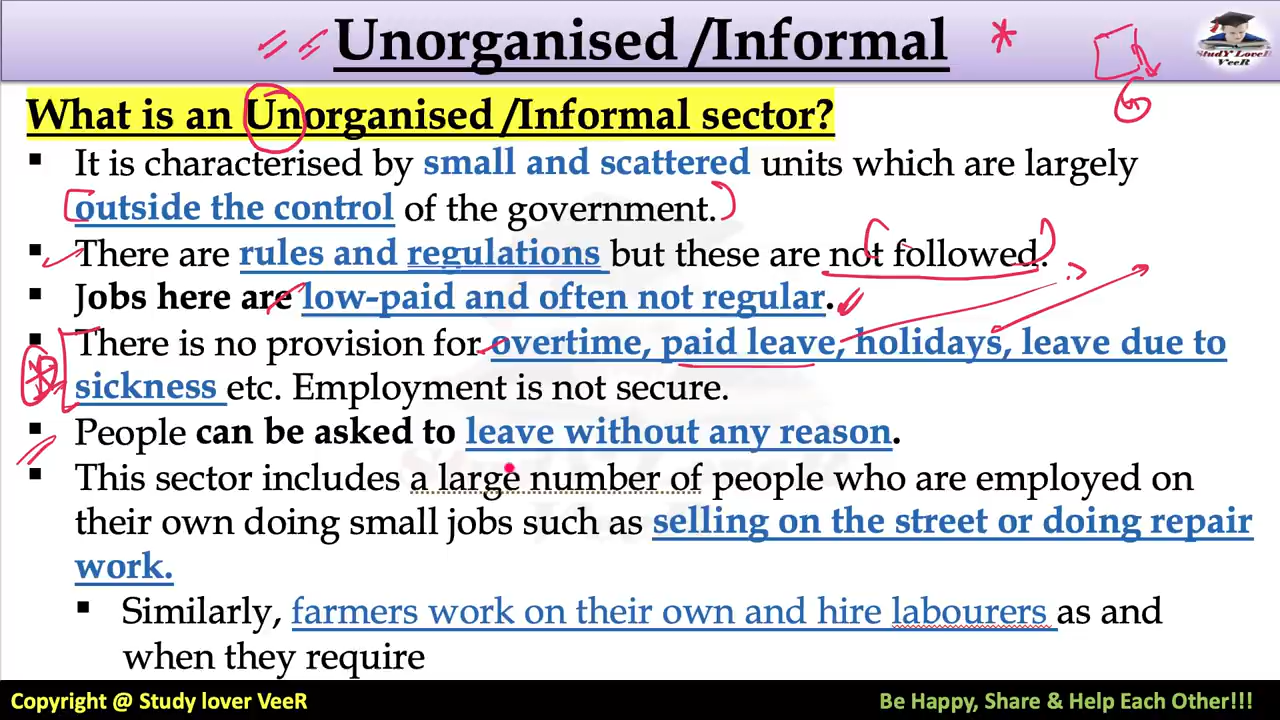 Unorganised /Informal
StudY LoveR
VeeR
What is an Unorganised /Informal sector?
▪ It is characterised by small and scattered units which are largely
outside the control of the government.
▪ There are rules and regulations but these are not followed.
▪ Jobs here are low-paid and often not regular.
▪ There is no provision for overtime, paid leave, holidays, leave due to
sickness etc. Employment is not secure.
▪ People can be asked to leave without any reason.
▪ This sector includes a large number of people who are employed on
their own doing small jobs such as selling on the street or doing repair
work.
▪ Similarly, farmers work on their own and hire labourers as and
when they require
Copyright @ Study lover VeeR
Be Happy, Share & Help Each Other!!!